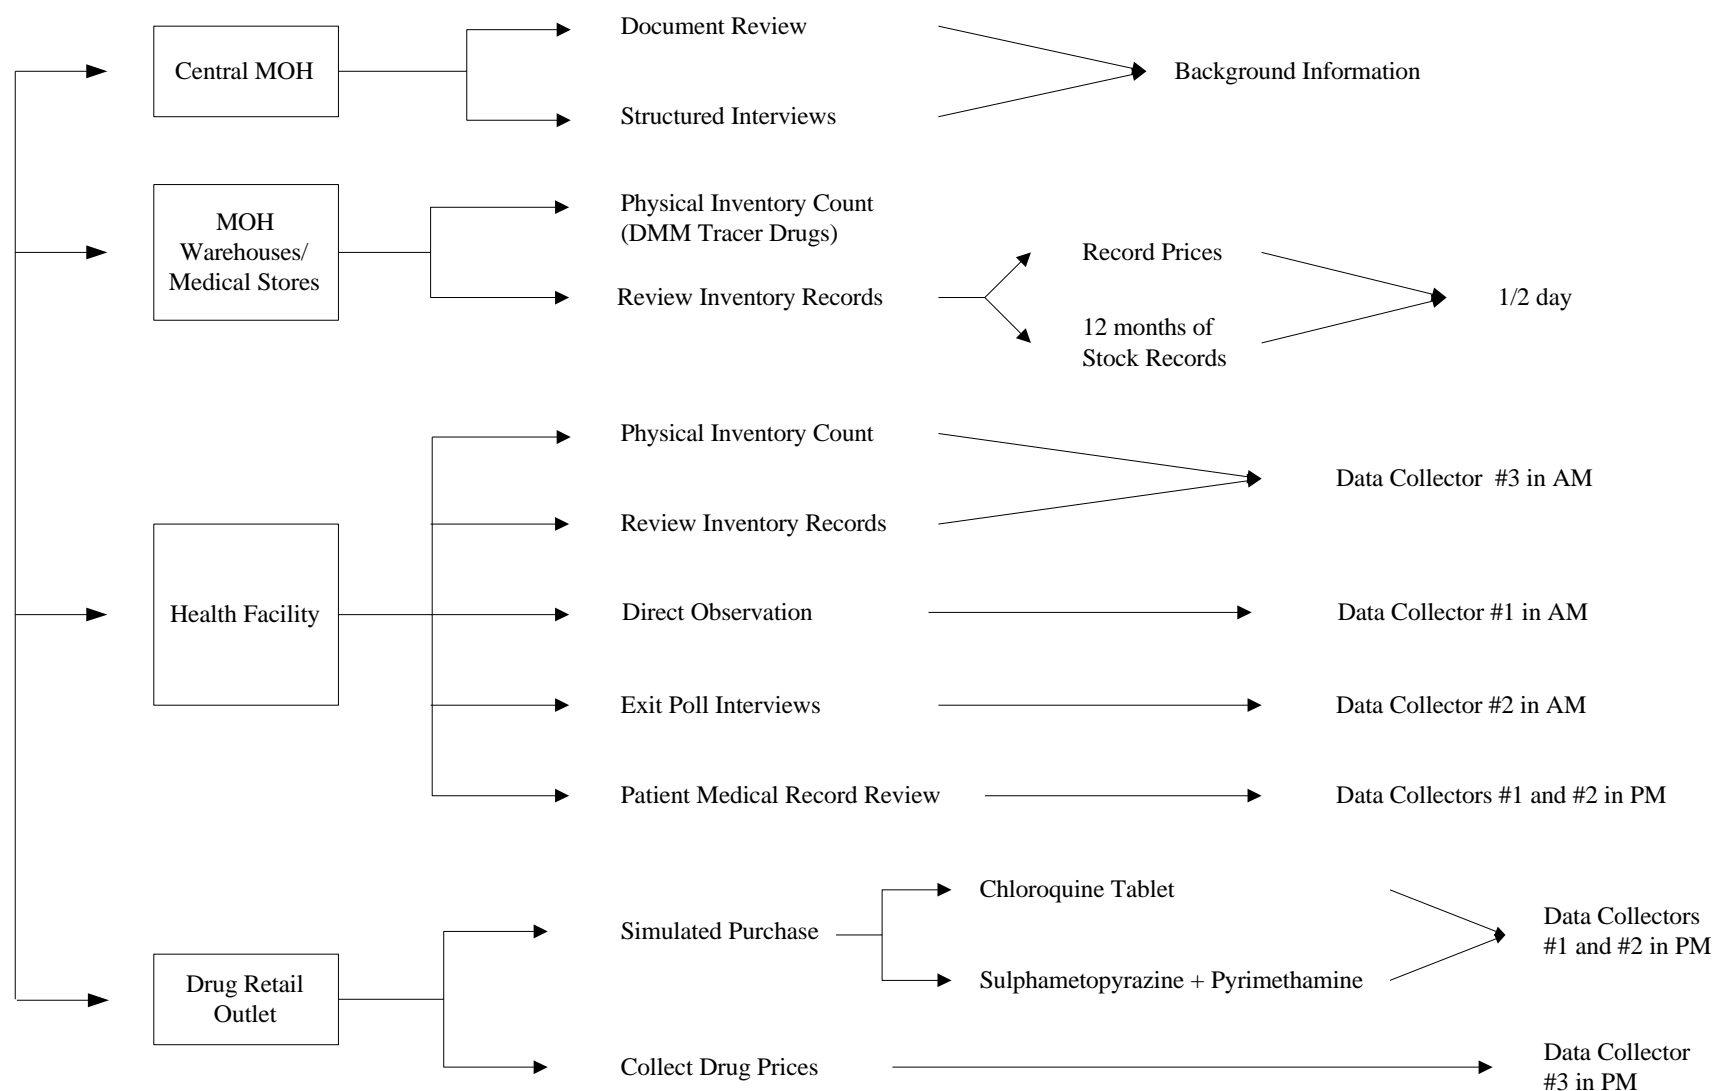 Document Review
Central MOH
Background Information
Structured Interviews
MOH
Warehouses/
Medical Stores
Physical Inventory Count
(DMM Tracer Drugs)
Record Prices
Review Inventory Records
1/2 day
12 months of
Stock Records
Physical Inventory Count
Data Collector #3 in AM
Review Inventory Records
Health Facility
Direct Observation
Data Collector #1 in AM
Exit Poll Interviews
Data Collector #2 in AM
Patient Medical Record Review
Data Collectors #1 and #2 in PM
Chloroquine Tablet
Simulated Purchase
Data Collectors
#1 and #2 in PM
Sulphametopyrazine + Pyrimethamine
Drug Retail
Outlet
Collect Drug Prices
Data Collector
#3 in PM